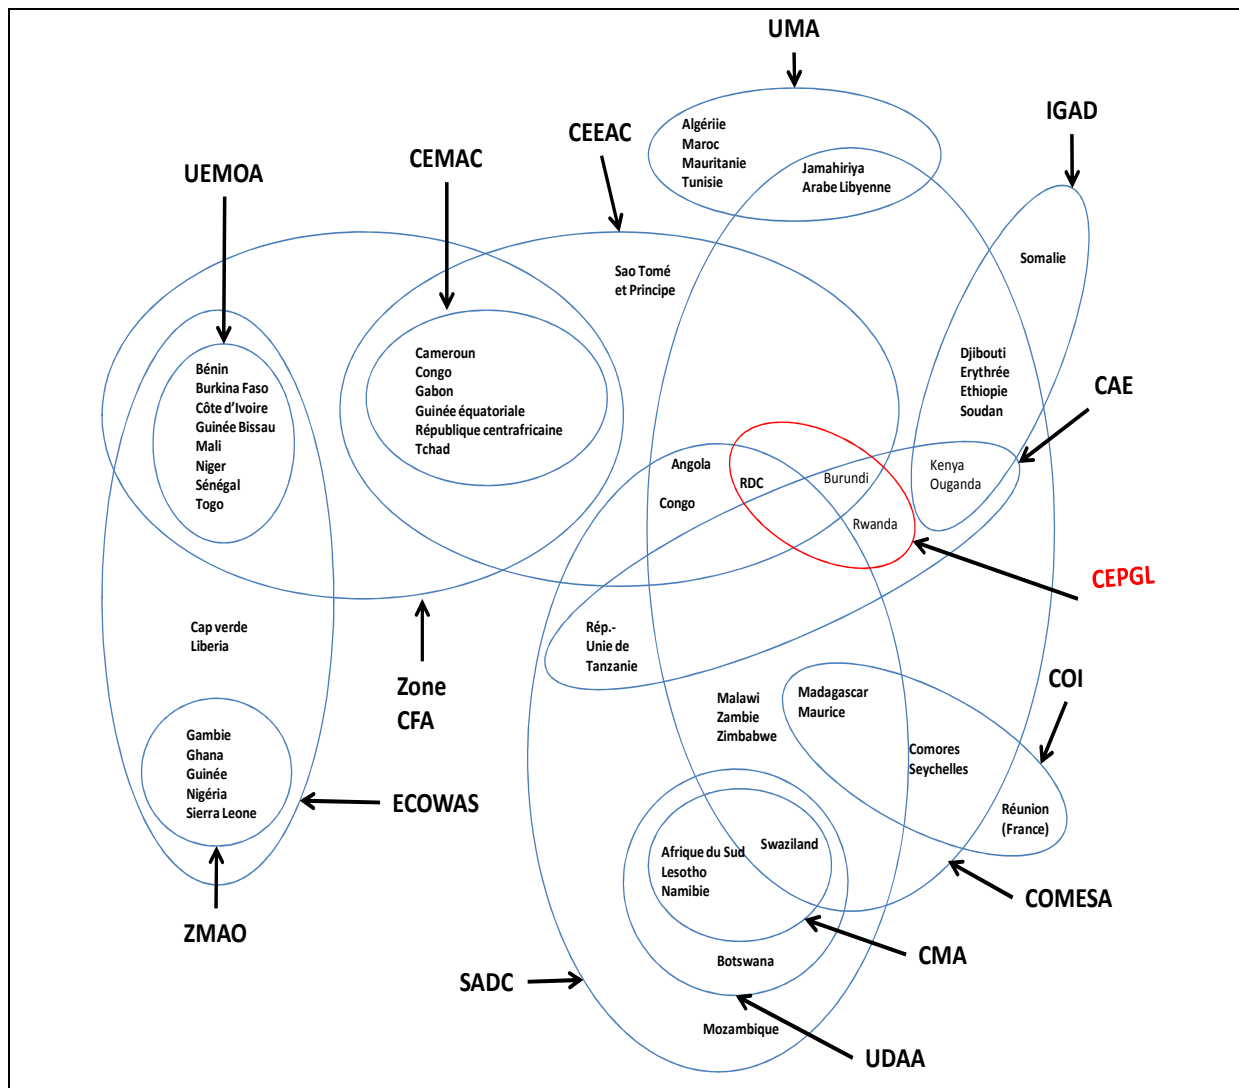 UMA
IGAD
CEEAC
CEMAC
UEMOA
Algériie
Maroc
Mauritanie
Tunisie
Jamahiriya
Arabe Libyenne
Somalie
Sao Tomé
et Principe
Bénin
Burkina Faso
Côte d'Ivoire
Guinée Bissau
Mali
Niger
Sénégal
Togo
Cameroun
Congo
Gabon
Guinée équatoriale
République centrafricaine
Tchad
Djibouti
Erythrée
Ethiopie
Soudan
CAE
Angola
Congo
RDC
Burundi
Rwanda
Kenya
Ouganda
CEPGL
Cap verde
Liberia
Zone
CFA
Rép.-
Unie de
Tanzanie
Malawi
Zambie
Zimbabwe
Madagascar
Maurice
COI
Comores
Seychelles
Réunion
(France)
Gambie
Ghana
Guinée
Nigéria
Sierra Leone
ECOWAS
Afrique du Sud
Lesotho
Namibie
Swaziland
COMESA
ZMAO
CMA
Botswana
SADC
Mozambique
UDAA